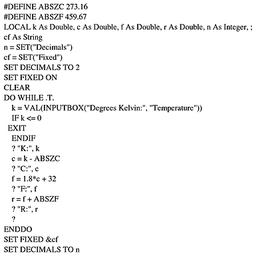 #DEFINE ABSZC 273.16
#DEFINE ABSZF 459.67
LOCAL k As Double, c As Double, f As Double, r As Double, n As Integer, ;
cf As String
n = SET("Decimals")
cf = SET("Fixed")
SET DECIMALS TO 2
SET FIXED ON
CLEAR
DO WHILE .T.
k = VAL(INPUTBOX("Degrees Kelvin:", "Temperature"))
IF k <= 0
EXIT
ENDIF
? "K:", k
c = k - ABSZC
? "C:", c
f = 1.8*c + 32
? "F:", f
r = f + ABSZF
? "R:", r
?
ENDDO
SET FIXED &cf
SET DECIMALS TO n